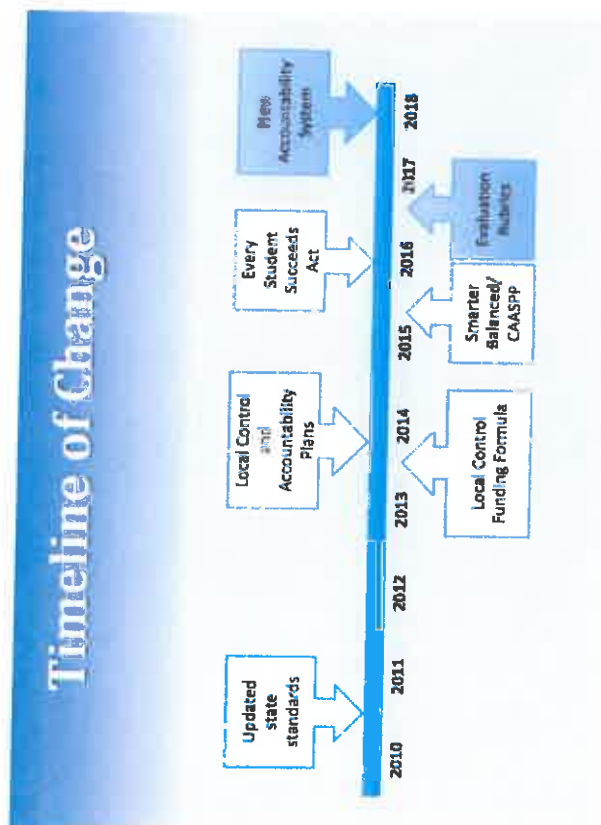 Timeline of Change
Updated
state
standards
Local Control
and
Accountability
Plans
Every
Student
Succeeds
Act
New
Accountability
System
2010
2011
2012
2013
2014
2015
2016
2017
2018
Local Control
Funding Formula
Smarter
Balanced/
CAASPP
Evaluation
Rubrics